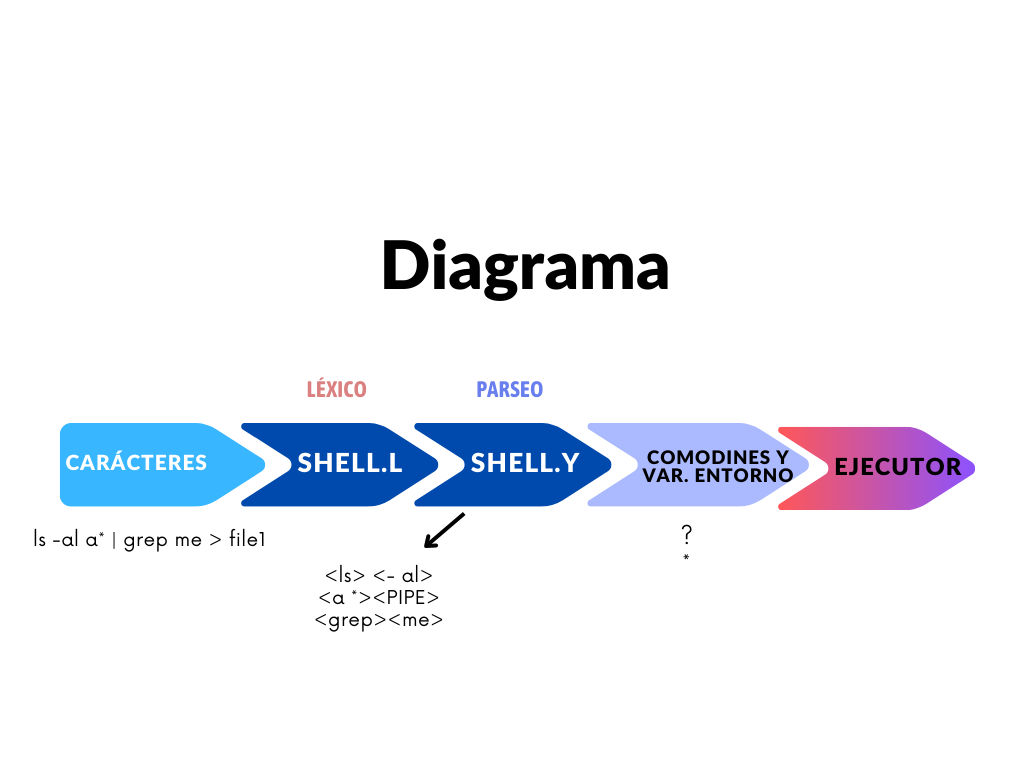 Diagrama
LÉXICO
PARSEO
CARÁCTERES
SHELL.L
SHELL.Y
COMODINES Y
VAR. ENTORNO
EJECUTOR
ls -al a* | grep me > file1
<ls> <- al>
<a *><PIPE>
<grep><me>
?
*